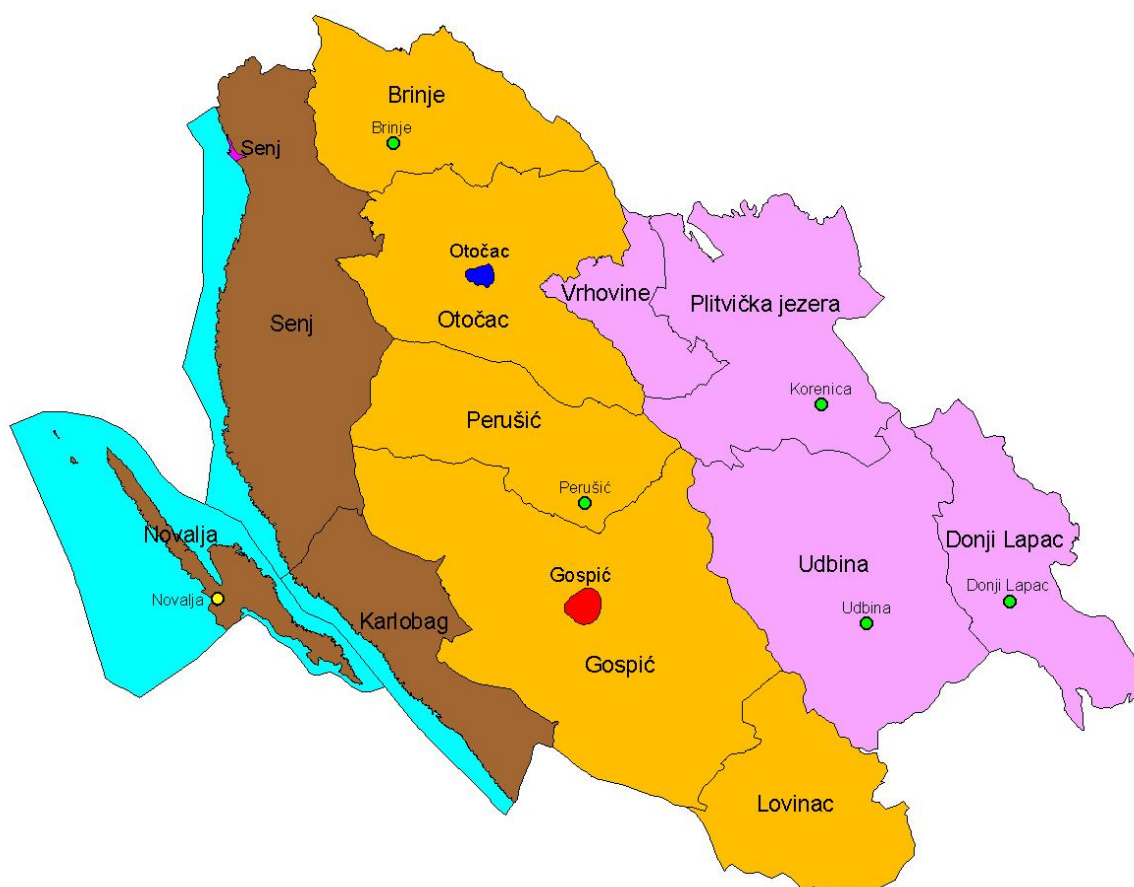 Brinje
Brinje
Senj
Otočac
Vrhovine
Plitvička jezera
Senj
Otočac
Korenica
Perušić
Perušić
Novalja
Donji Lapac
Udbina
Gospić
Donji Lapac
Novalja
Udbina
Karlobag
Gospić
Lovinac